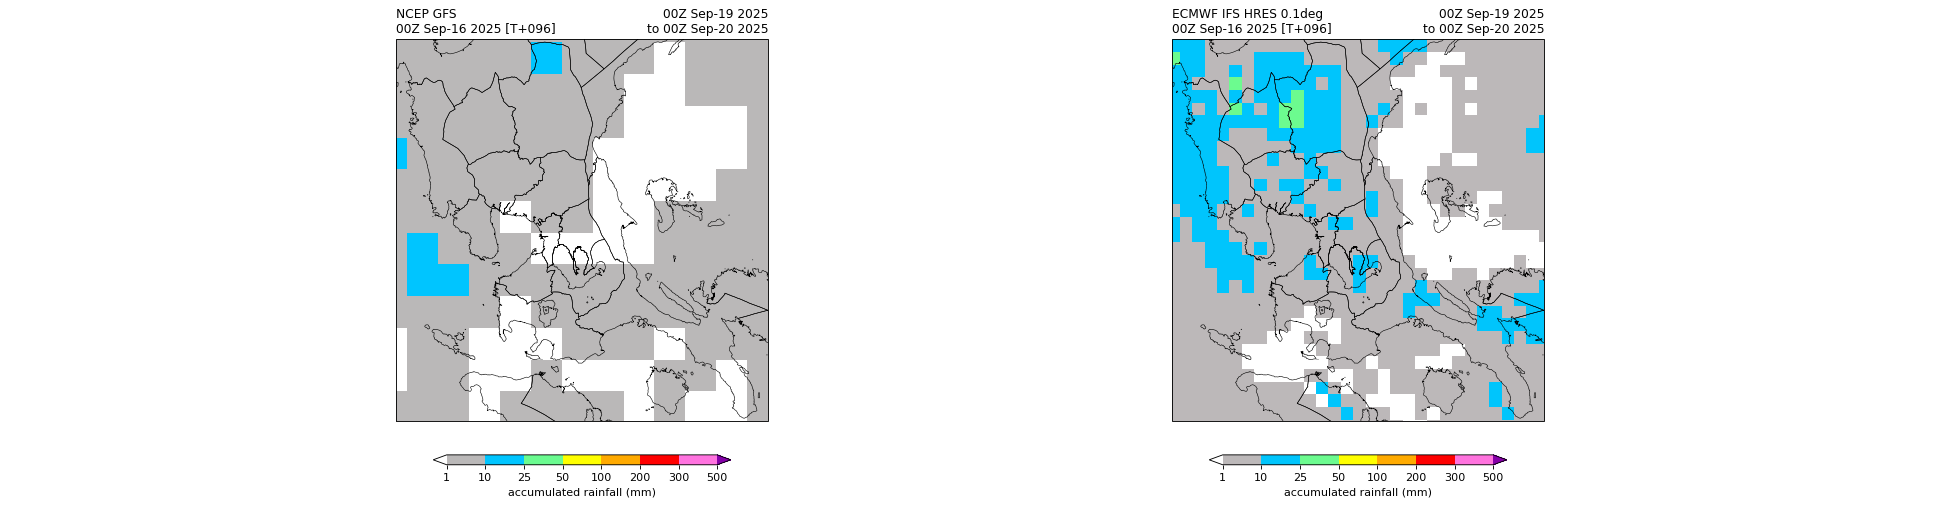 NCEP GFS 00Z Sep-19 2025
00Z Sep-16 2025 [T+096] to 00Z Sep-20 2025
1 10 25 50 100 200 300 500
accumulated rainfall (mm)
ECMWF IFS HRES 0.1deg 00Z Sep-19 2025
00Z Sep-16 2025 [T+096] to 00Z Sep-20 2025
1 10 25 50 100 200 300 500
accumulated rainfall (mm)